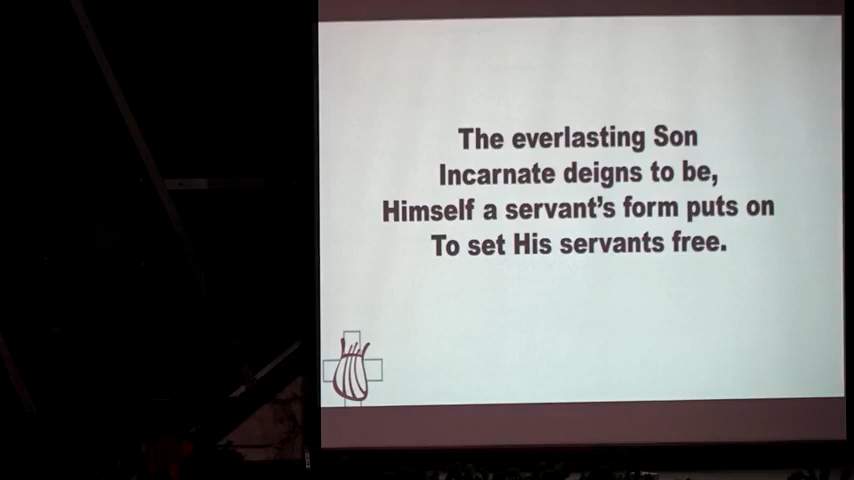 The everlasting Son
Incarnate deigns to be,
Himself a servant's form puts on
To set His servants free.